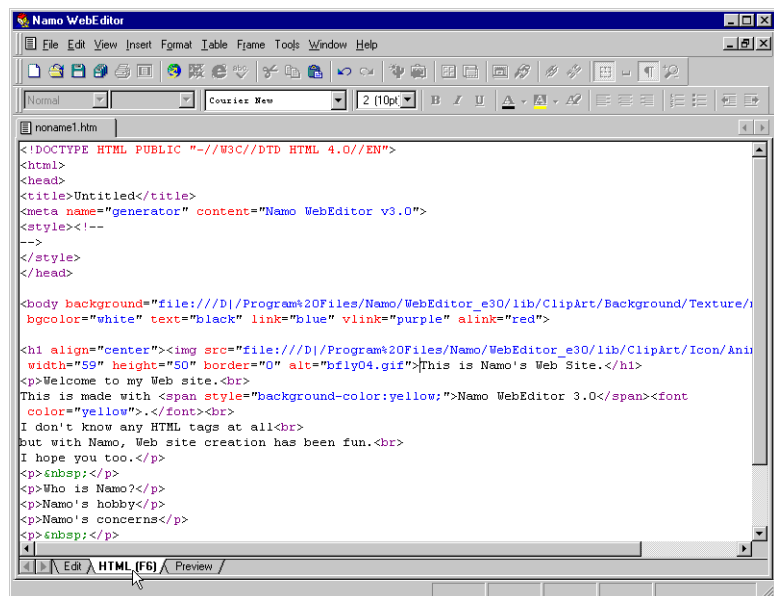 Namo WebEditor
File Edit View Insert Format Table Frame Tools Window Help
Normal Courier New 2 (10pt) B I U A
noname1.htm
<!DOCTYPE HTML PUBLIC "-//W3C//DTD HTML 4.0//EN">
<html>
<head>
<title>Untitled</title>
<meta name="generator" content="Namo WebEditor v3.0">
<style><!--
-->
</style>
</head>
<body background="file:///D|/Program%20Files/Namo/WebEditor_e30/lib/ClipArt/Background/Texture/
bgcolor="white" text="black" link="blue" vlink="purple" alink="red">
<h1 align="center"><img src="file:///D|/Program%20Files/Namo/WebEditor_e30/lib/ClipArt/Icon/Ani
width="59" height="50" border="0" alt="bfly04.gif">This is Namo's Web Site.</h1>
<p>Welcome to my Web site.<br>
This is made with <span style="background-color:yellow;">Namo WebEditor 3.0</span><font
color="yellow">.</font><br>
I don't know any HTML tags at all<br>
but with Namo, Web site creation has been fun.<br>
I hope you too.</p>
<p>&nbsp;</p>
<p>Who is Namo?</p>
<p>Namo's hobby</p>
<p>Namo's concerns</p>
<p>&nbsp;</p>
Edit HTML (F6) Preview